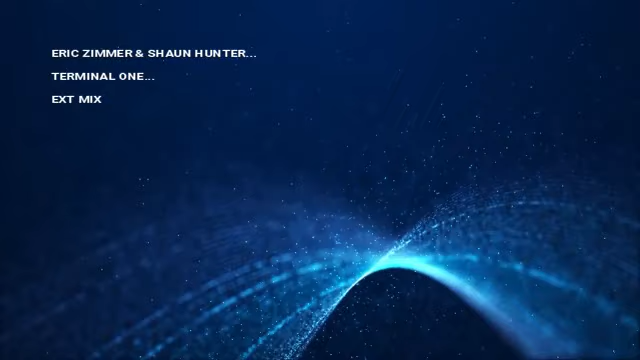 ERIC ZIMMER & SHAUN HUNTER...
TERMINAL ONE...
EXT MIX